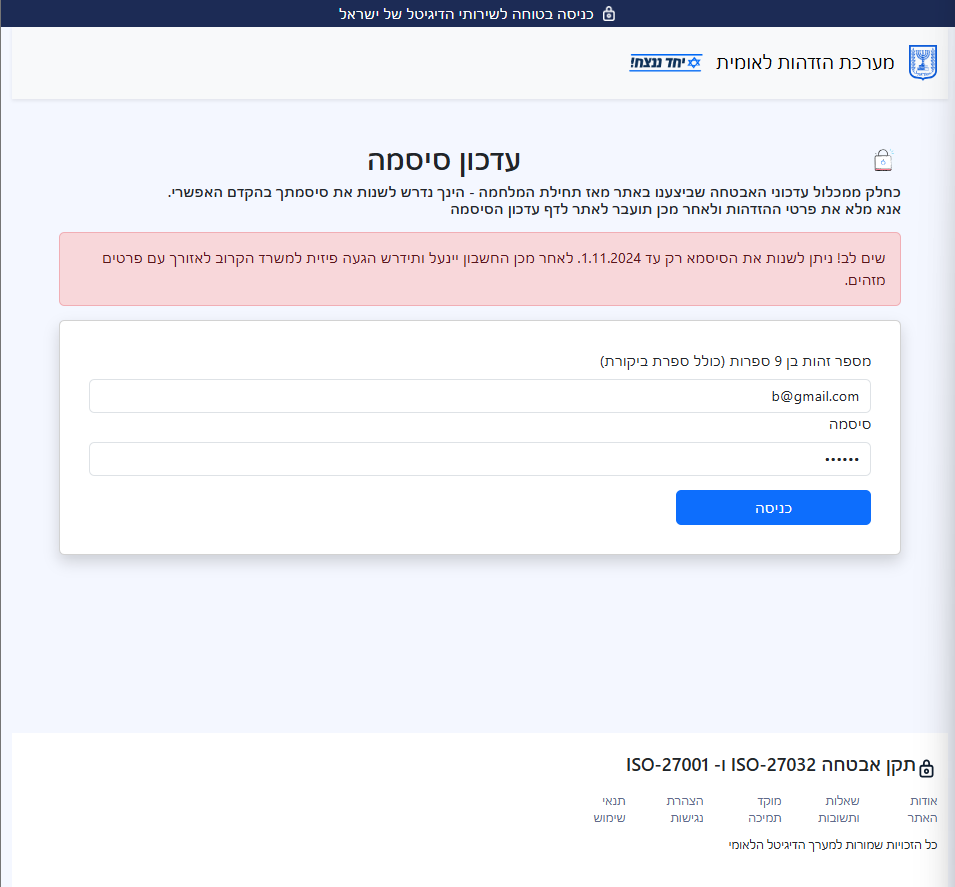 כניסה בטוחה לשירותי הדיגיטל של ישראל
מערכת הזדהות לאומית
יחד ננצח!
עדכון סיסמה
כחלק ממכלול עדכוני האבטחה שביצענו באתר מאז תחילת המלחמה - הינך נדרש לשנות את סיסמתך בהקדם האפשרי.
אנא מלא את פרטי ההזדהות ולאחר מכן תועבר לאתר לדף עדכון הסיסמה
שים לב! ניתן לשנות את הסיסמא רק עד 1.11.2024. לאחר מכן החשבון יינעל ותידרש הגעה פיזית למשרד הקרוב לאזורך עם פרטים
מזהים.
מספר זהות בן 9 ספרות (כולל ספרת ביקורת)
b@gmail.com
סיסמה
••••••
כניסה
תקן אבטחה ISO-27032 ו- ISO-27001
אודות האתר
שאלות ותשובות
מוקד תמיכה
הצהרת נגישות
תנאי שימוש
כל הזכויות שמורות למערך הדיגיטל הלאומי